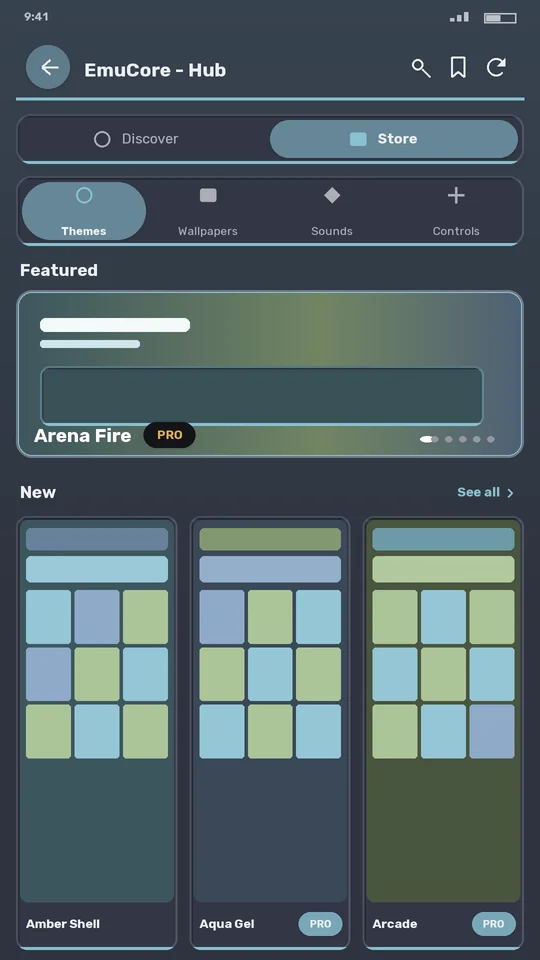 9:41
EmuCore - Hub
Discover
Store
Themes
Wallpapers
Sounds
Controls
Featured
Arena Fire PRO
New
See all
Amber Shell
Aqua Gel PRO
Arcade PRO